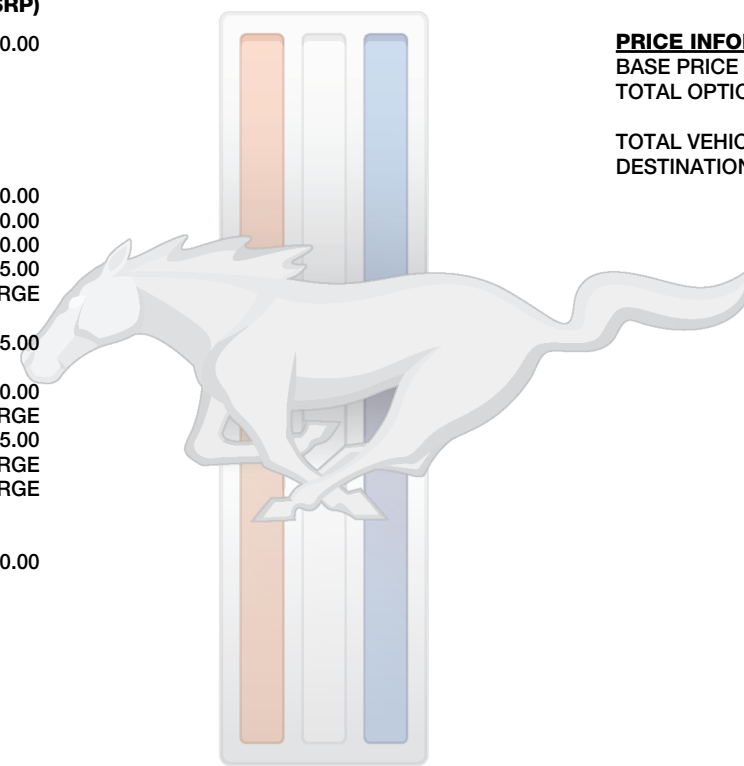 SRP)
0.00
0.00
0.00
0.00
5.00
RGE
5.00
0.00
RGE
5.00
RGE
RGE
0.00
PRICE INFO
BASE PRICE
TOTAL OPTIO
TOTAL VEHIC
DESTINATION